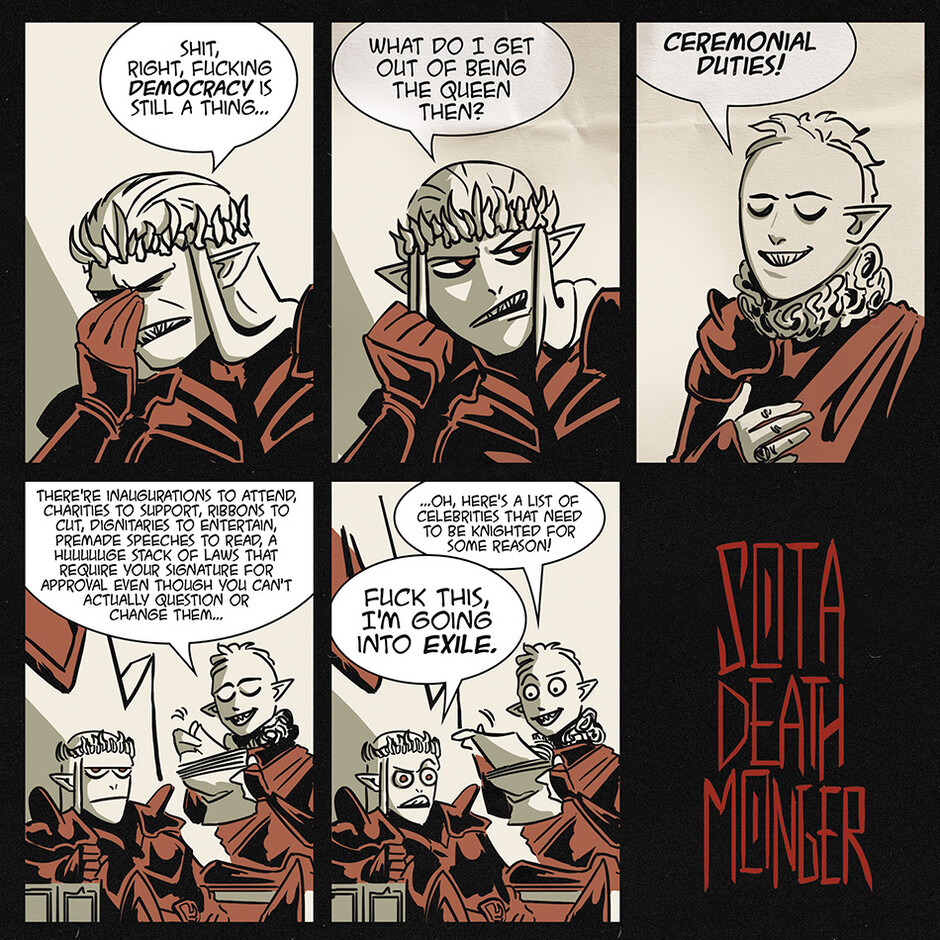 SHIT,
RIGHT, FUCKING
DEMOCRACY IS
STILL A THING...
WHAT DO I GET
OUT OF BEING
THE QUEEN
THEN?
CEREMONIAL
DUTIES!
THERE'RE INAUGURATIONS TO ATTEND,
CHARITIES TO SUPPORT, RIBBONS TO
CUT, DIGNITARIES TO ENTERTAIN,
PREMADE SPEECHES TO READ, A
HUUUUUGE STACK OF LAWS THAT
REQUIRE YOUR SIGNATURE FOR
APPROVAL EVEN THOUGH YOU CAN'T
ACTUALLY QUESTION OR
CHANGE THEM...
...OH, HERE'S A LIST OF
CELEBRITIES THAT NEED
TO BE KNIGHTED FOR
SOME REASON!
FUCK THIS,
I'M GOING
INTO EXILE.
SOTA
DEATH
MONGER